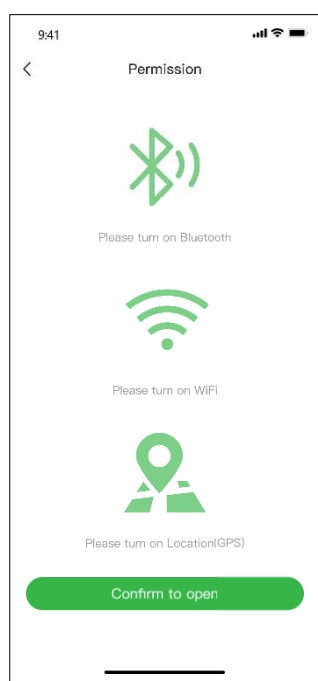 9:41
Permission
Please turn on Bluetooth
Please turn on WiFi
Please turn on Location(GPS)
Confirm to open